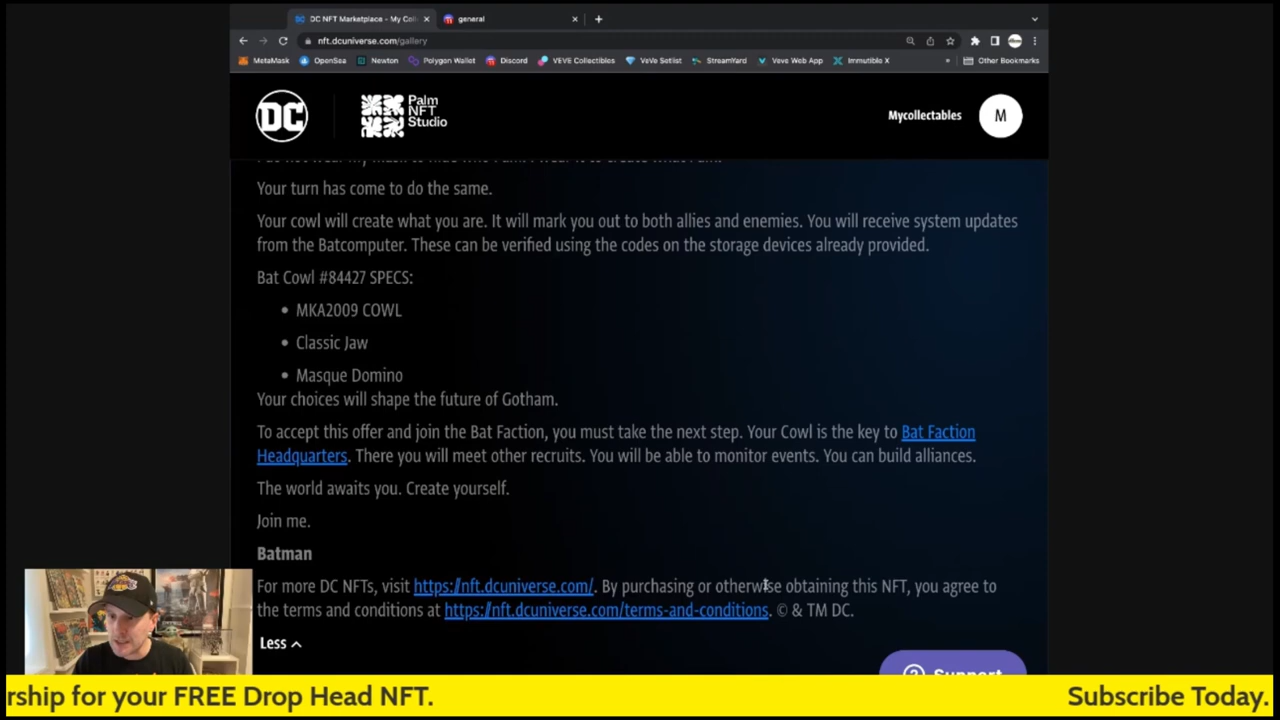 DC NFT Marketplace - My Coll
general
nft.dcuniverse.com/gallery
MetaMask OpenSea Newton Polygon Wallet Discord VEVE Collectibles VeVe Setlist StreamYard Veve Web App Immutible X » Other Bookmarks
DC
Palm
NFT
Studio
Mycollectables M
Your turn has come to do the same.
Your cowl will create what you are. It will mark you out to both allies and enemies. You will receive system updates
from the Batcomputer. These can be verified using the codes on the storage devices already provided.
Bat Cowl #84427 SPECS:
• MKA2009 COWL
• Classic Jaw
• Masque Domino
Your choices will shape the future of Gotham.
To accept this offer and join the Bat Faction, you must take the next step. Your Cowl is the key to Bat Faction
Headquarters. There you will meet other recruits. You will be able to monitor events. You can build alliances.
The world awaits you. Create yourself.
Join me.
Batman
For more DC NFTs, visit https://nft.dcuniverse.com/. By purchasing or otherwise obtaining this NFT, you agree to
the terms and conditions at https://nft.dcuniverse.com/terms-and-conditions. © & TM DC.
Less
Support
rship for your FREE Drop Head NFT. Subscribe Today.